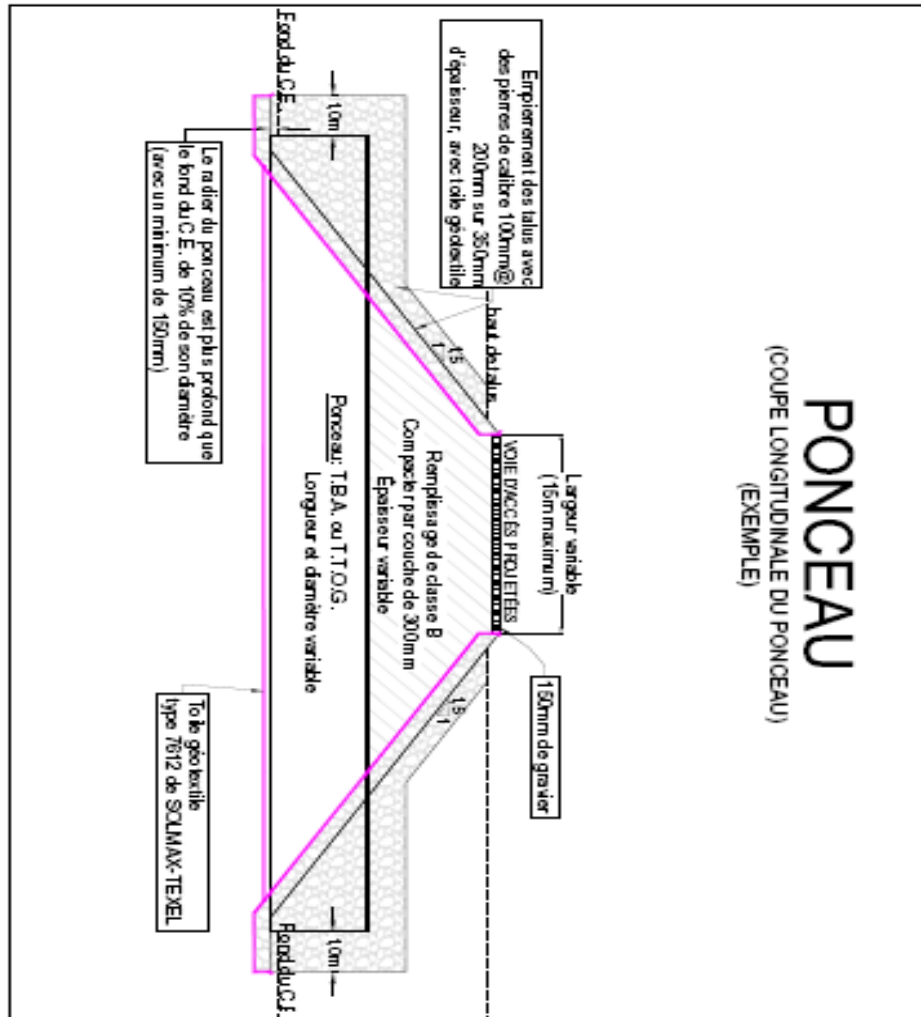 PONCEAU
(COUPE LONGITUDINALE DU PONCEAU)
(EXEMPLE)
Largeur variable
(15m maximum)
VOIE D'ACCÈS PROJETÉES
150mm de gravier
Empierrement des talus avec
des pierres de calibre 100mm@
200mm sur 350mm
d'épaisseur, avec toile géotextile
haut de talus
1,5
1
1,5
1
Remplissage de classe B
Compacter par couche de 300mm
Épaisseur variable
Ponceau: T.B.A. ou T.T.O.G.
Longueur et diamètre variable
1,0m
1,0m
Fond du C.E.
Fond du C.E
Le radier du ponceau est plus profond que
le fond du C.E. de 10% de son diamètre
(avec un minimum de 150mm)
Toile géotextile
type 7612 de SOLMAX-TEXEL